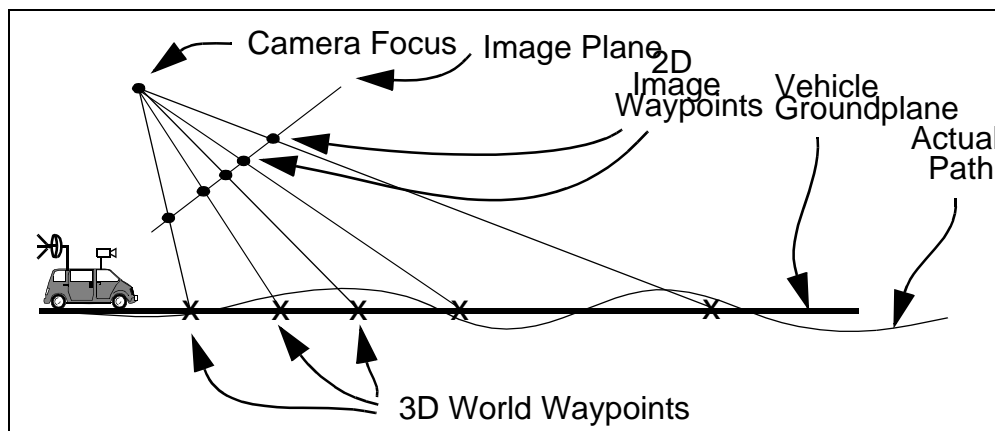 Camera Focus
Image Plane
2D
Image
Waypoints
Vehicle
Groundplane
Actual
Path
X X X X X
3D World Waypoints